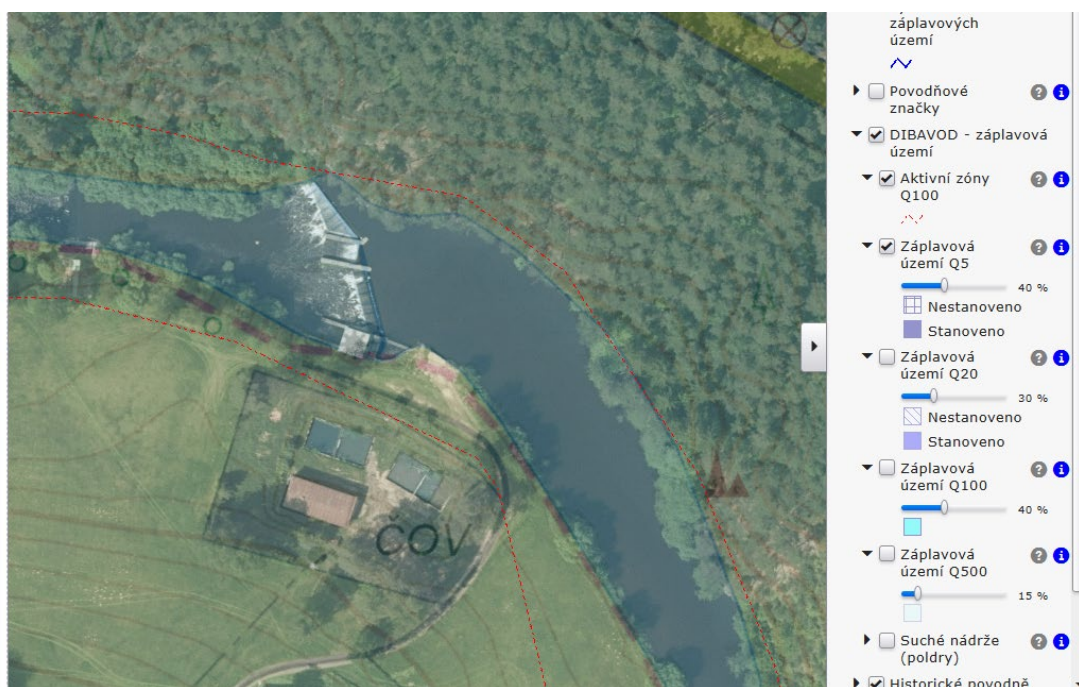 záplavových
území
Povodňové
značky
DIBAVOD - záplavová
území
Aktivní zóny
Q100
Záplavová
území Q5
40 %
Nestanoveno
Stanoveno
Záplavová
území Q20
30 %
Nestanoveno
Stanoveno
Záplavová
území Q100
40 %
Záplavová
území Q500
15 %
Suché nádrže
(poldry)
Historické povodně
ČOV